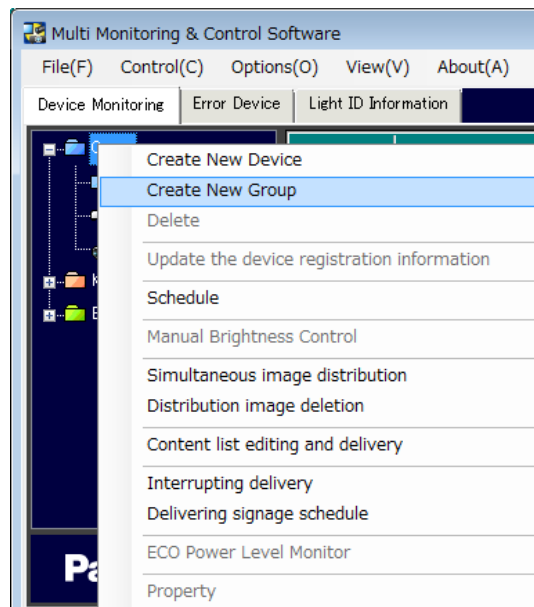 Multi Monitoring & Control Software
File(F) Control(C) Options(O) View(V) About(A)
Device Monitoring Error Device Light ID Information
Create New Device
Create New Group
Delete
Update the device registration information
Schedule
Manual Brightness Control
Simultaneous image distribution
Distribution image deletion
Content list editing and delivery
Interrupting delivery
Delivering signage schedule
ECO Power Level Monitor
Property